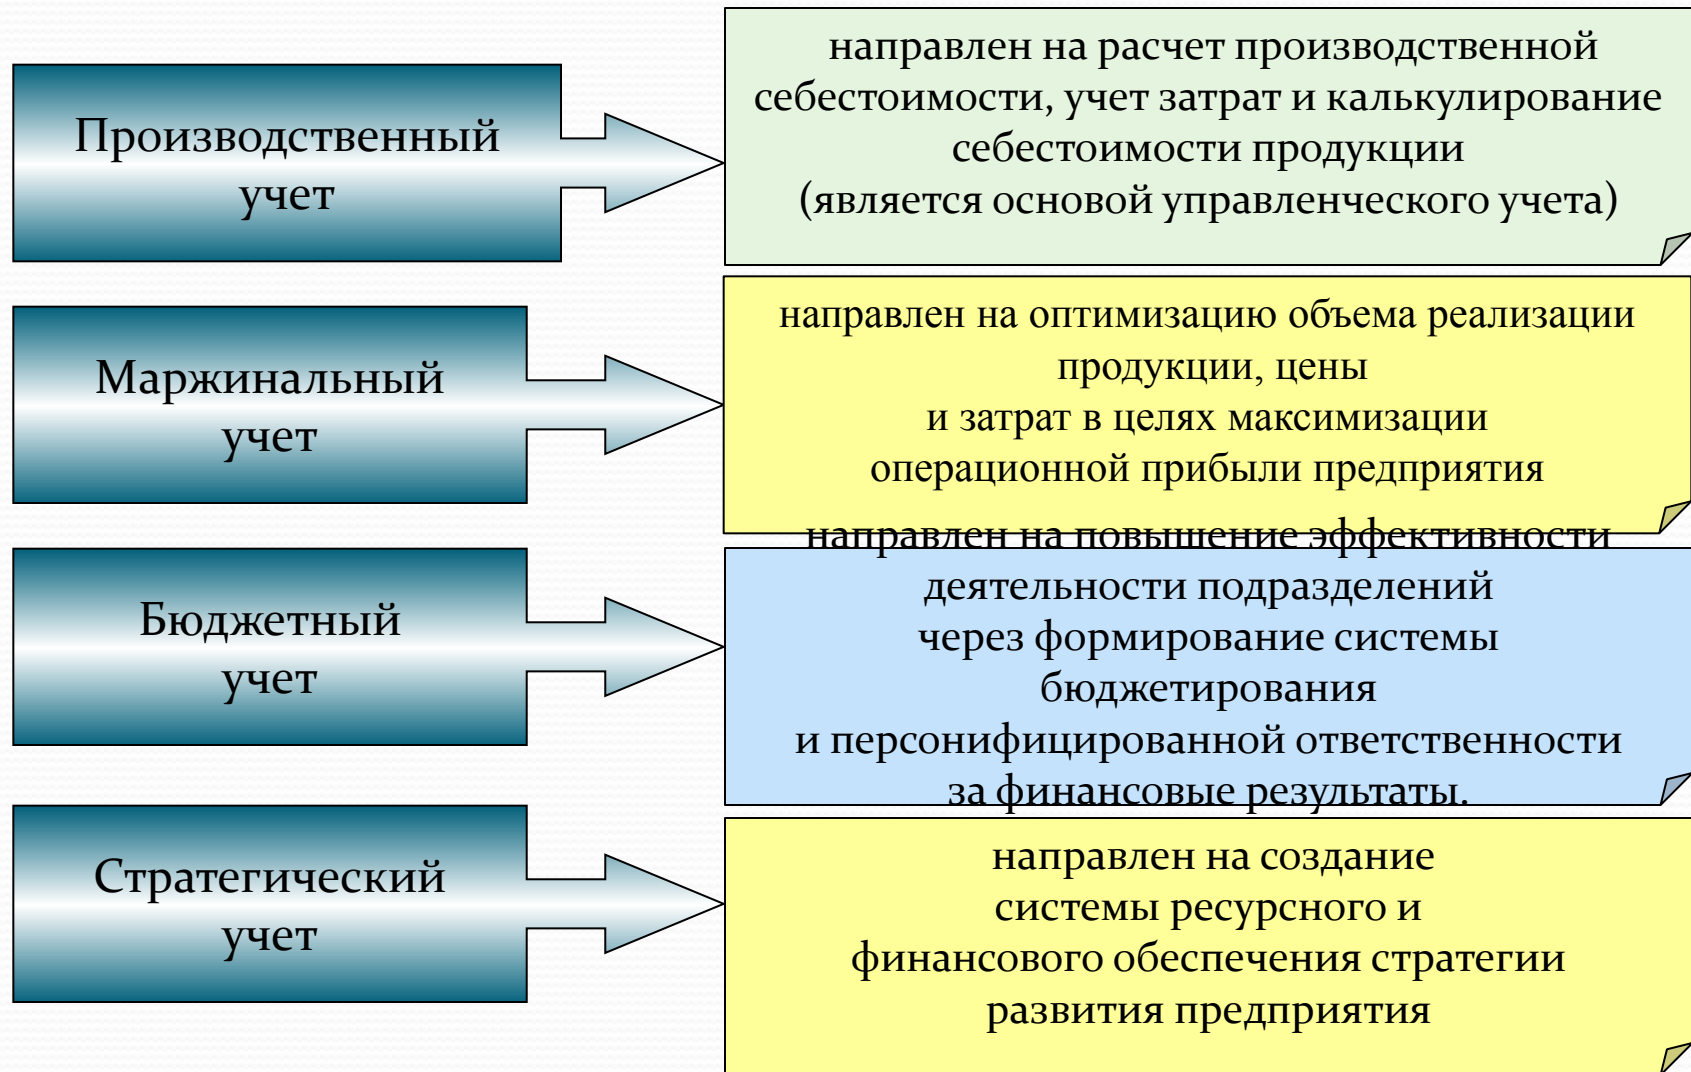 Производственный
учет
направлен на расчет производственной
себестоимости, учет затрат и калькулирование
себестоимости продукции
(является основой управленческого учета)
Маржинальный
учет
направлен на оптимизацию объема реализации
продукции, цены
и затрат в целях максимизации
операционной прибыли предприятия
Бюджетный
учет
направлен на повышение эффективности
деятельности подразделений
через формирование системы
бюджетирования
и персонифицированной ответственности
за финансовые результаты.
Стратегический
учет
направлен на создание
системы ресурсного и
финансового обеспечения стратегии
развития предприятия